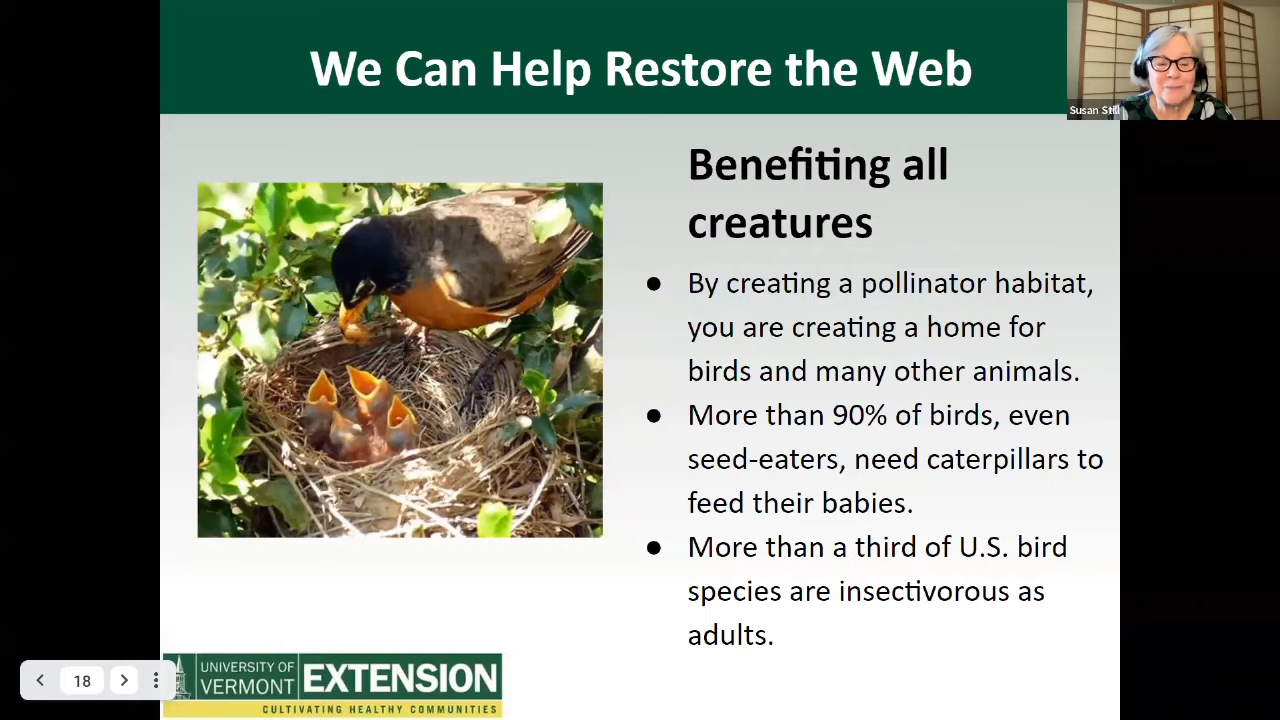 We Can Help Restore the Web
Susan Still
Benefiting all
creatures
● By creating a pollinator habitat,
you are creating a home for
birds and many other animals.
● More than 90% of birds, even
seed-eaters, need caterpillars to
feed their babies.
● More than a third of U.S. bird
species are insectivorous as
adults.
UNIVERSITY OF
VERMONT
EXTENSION
CULTIVATING HEALTHY COMMUNITIES
18